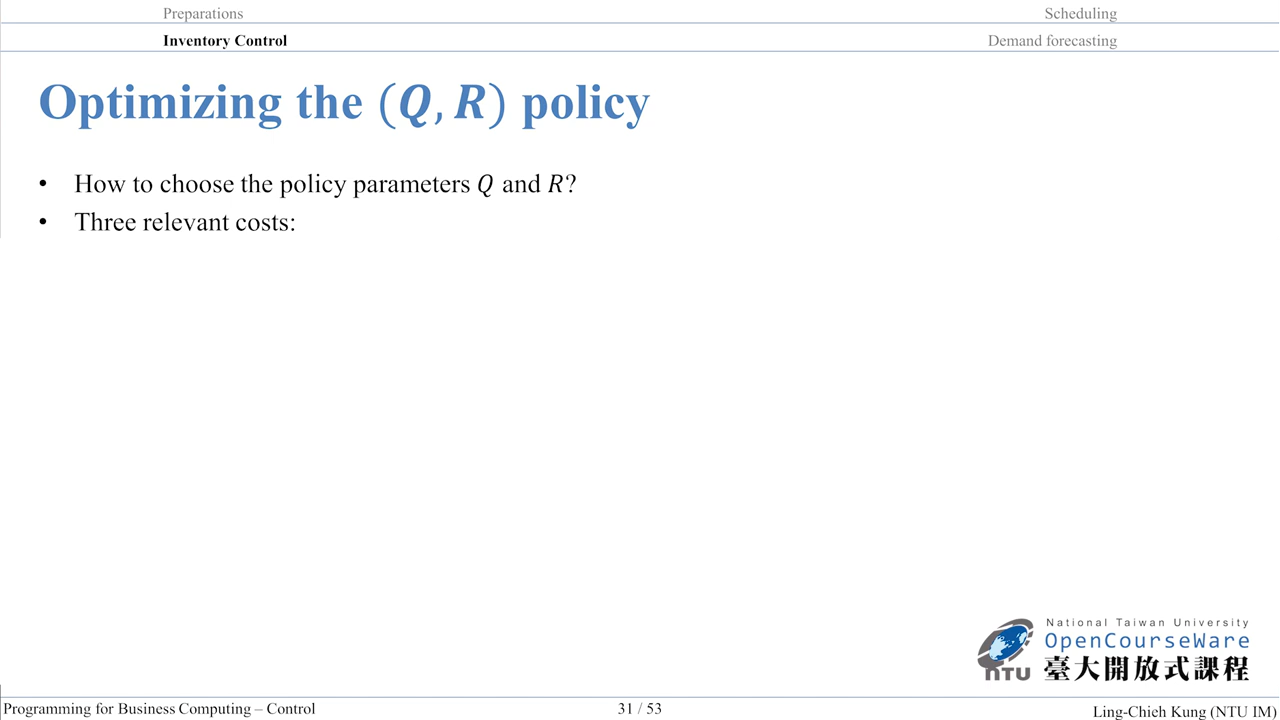 Preparations
Scheduling
Inventory Control
Demand forecasting
Optimizing the (Q, R) policy
• How to choose the policy parameters Q and R?
• Three relevant costs:
National Taiwan University
OpenCourseWare
NTU
臺大開放式課程
Programming for Business Computing – Control
31 / 53
Ling-Chieh Kung (NTU IM)